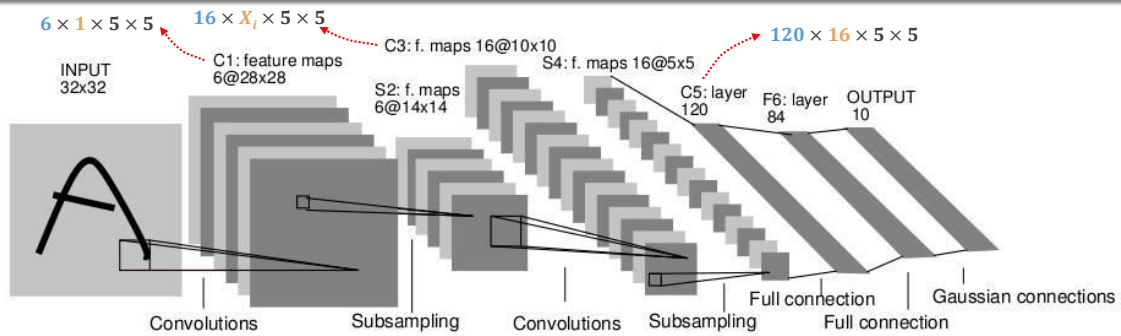 6 × 1 × 5 × 5
16 × Xᵢ × 5 × 5
120 × 16 × 5 × 5
INPUT
32x32
C1: feature maps
6@28x28
S2: f. maps
6@14x14
C3: f. maps 16@10x10
S4: f. maps 16@5x5
C5: layer
120
F6: layer
84
OUTPUT
10
Convolutions
Subsampling
Convolutions
Subsampling
Full connection
Full connection
Gaussian connections
A